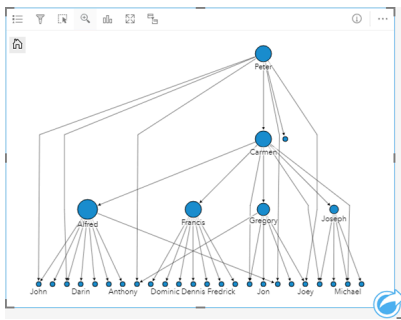 Peter
Carmen
Alfred
Francis
Gregory
Joseph
John
Darin
Anthony
Dominic
Dennis
Fredrick
Jon
Joey
Michael